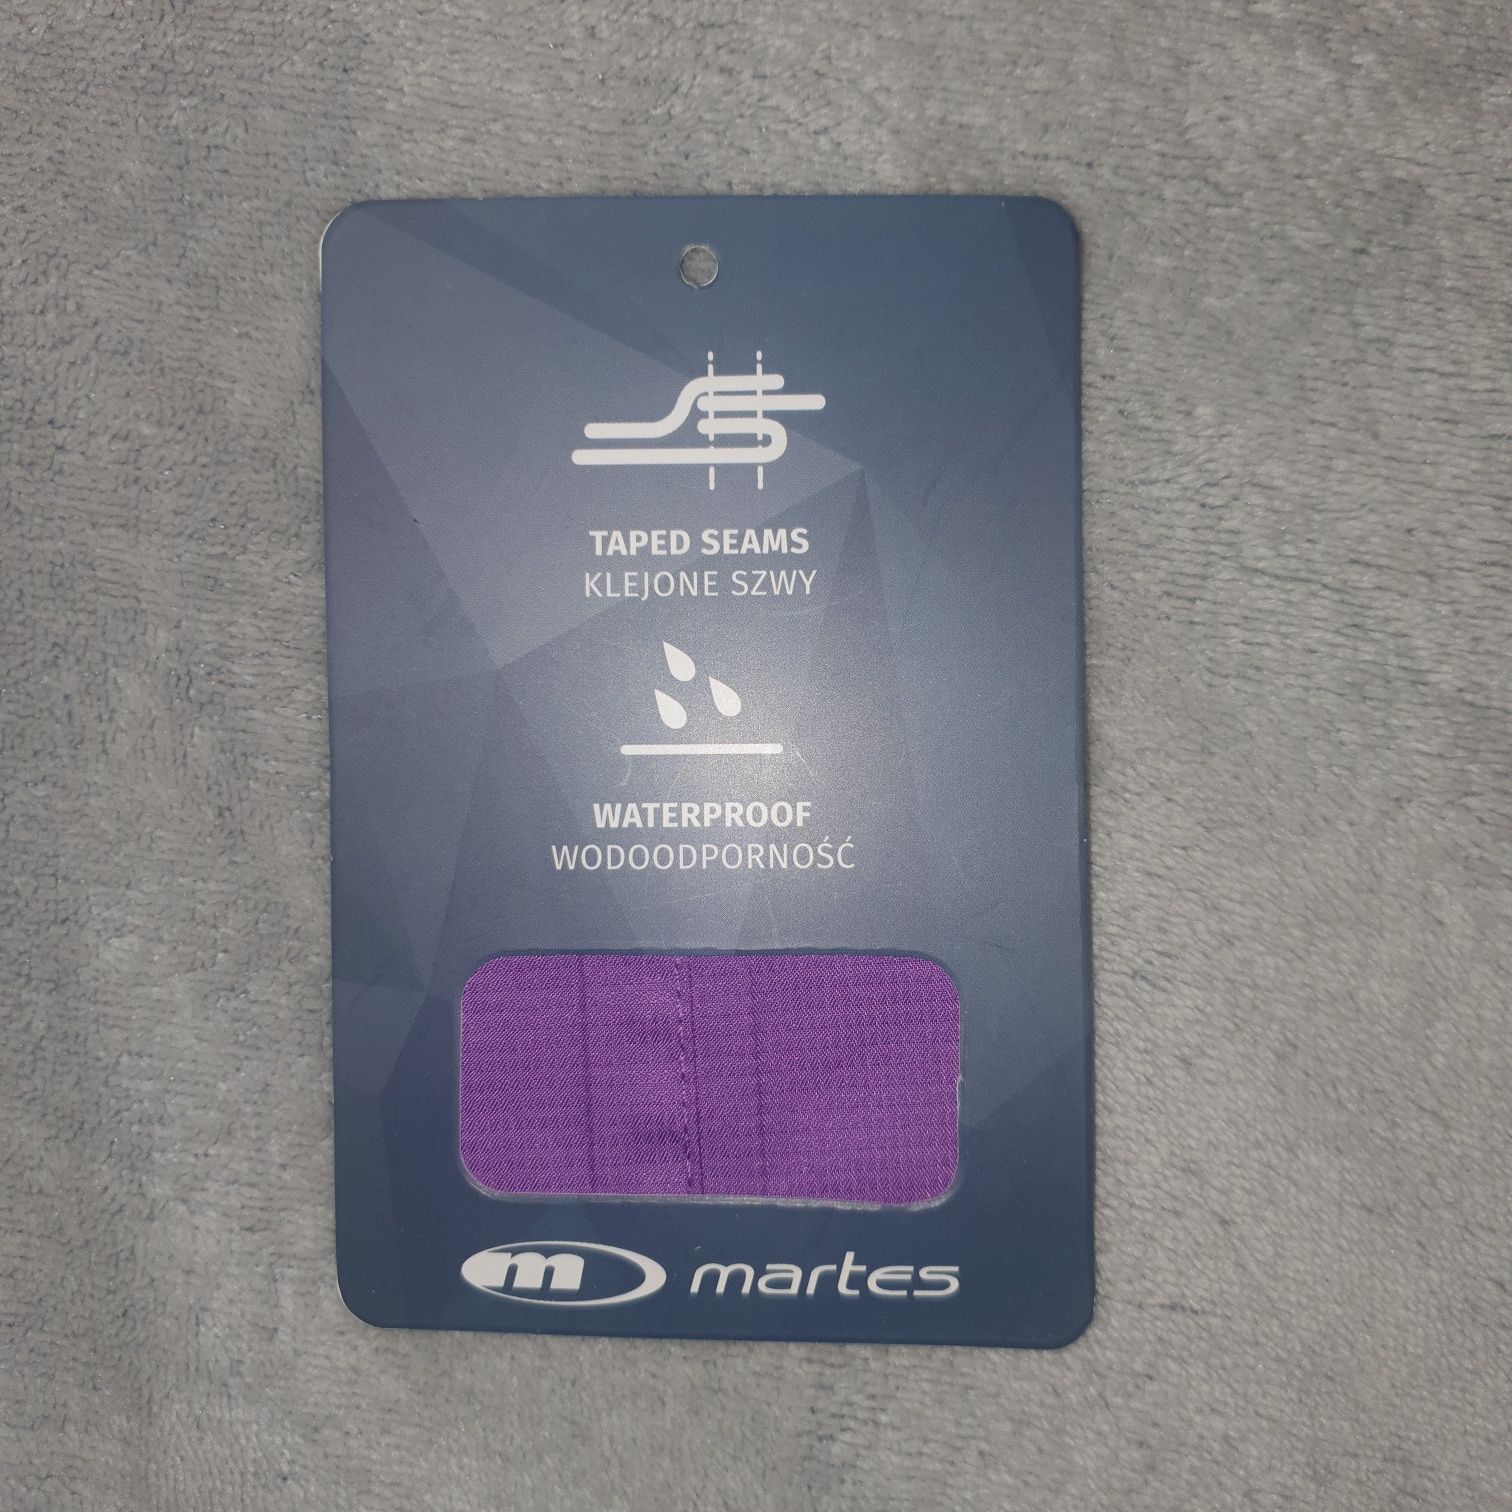 TAPED SEAMS
KLEJONE SZWY
WATERPROOF
WODOODPORNOŚĆ
m martes